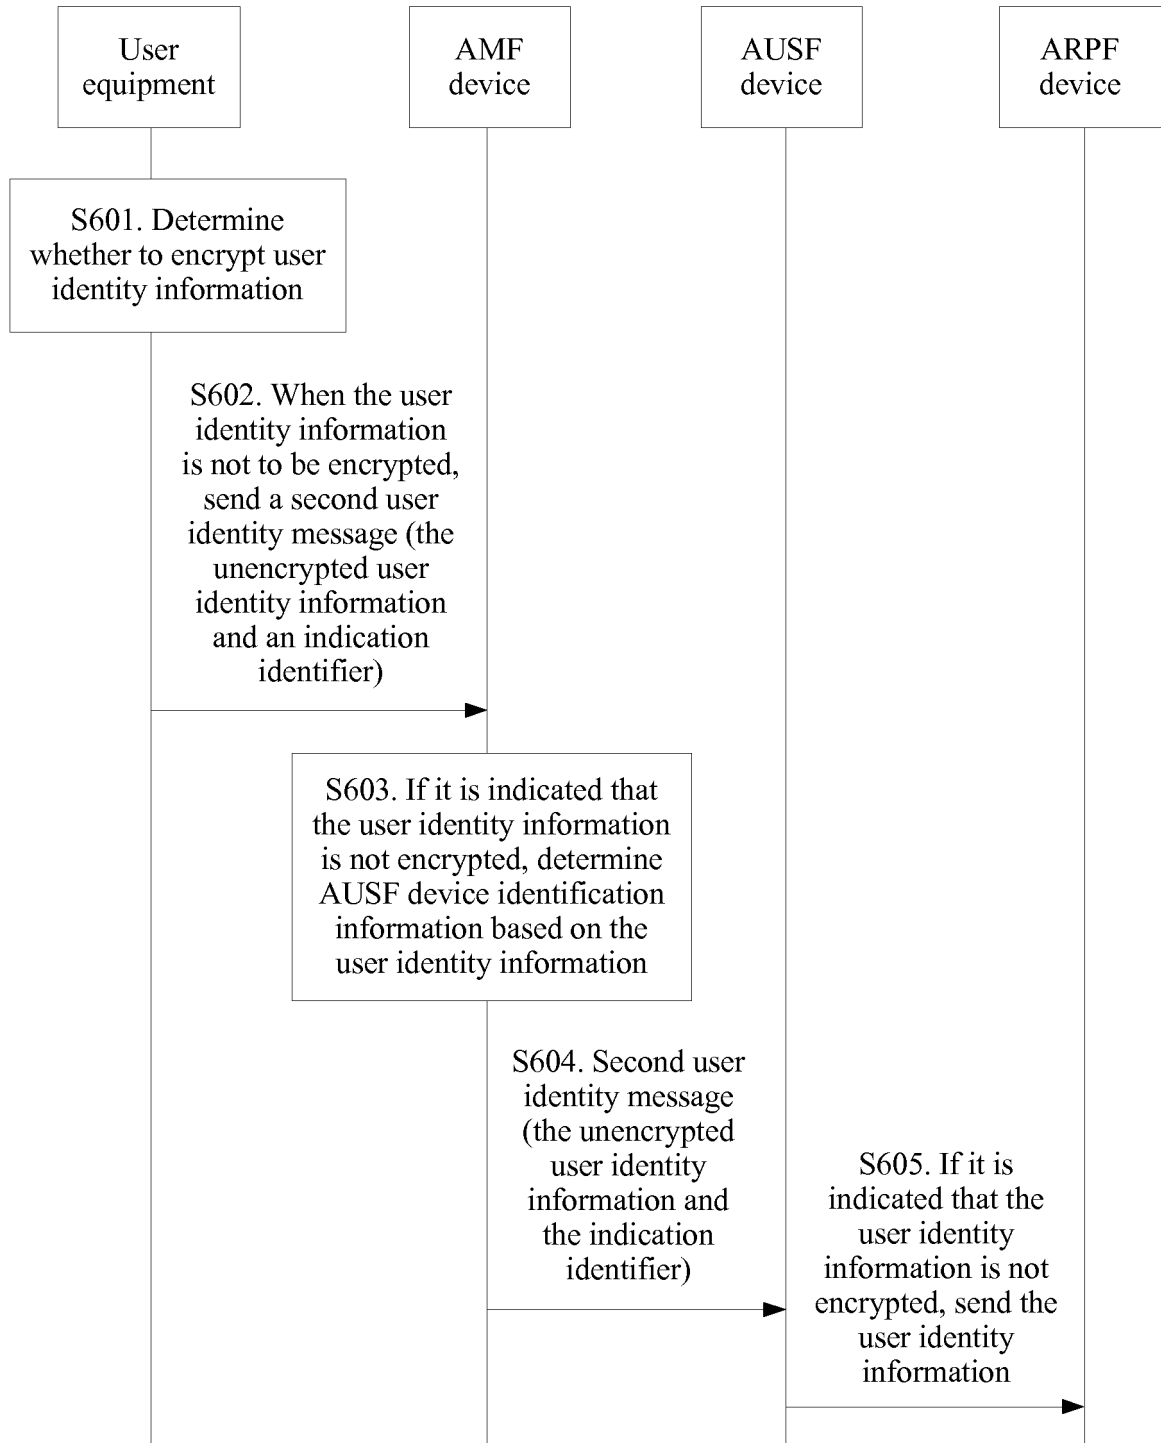 User
equipment
AMF
device
AUSF
device
ARPF
device
S601. Determine
whether to encrypt user
identity information
S602. When the user
identity information
is not to be encrypted,
send a second user
identity message (the
unencrypted user
identity information
and an indication
identifier)
S603. If it is indicated that
the user identity information
is not encrypted, determine
AUSF device identification
information based on the
user identity information
S604. Second user
identity message
(the unencrypted
user identity
information and
the indication
identifier)
S605. If it is
indicated that the
user identity
information is not
encrypted, send the
user identity
information